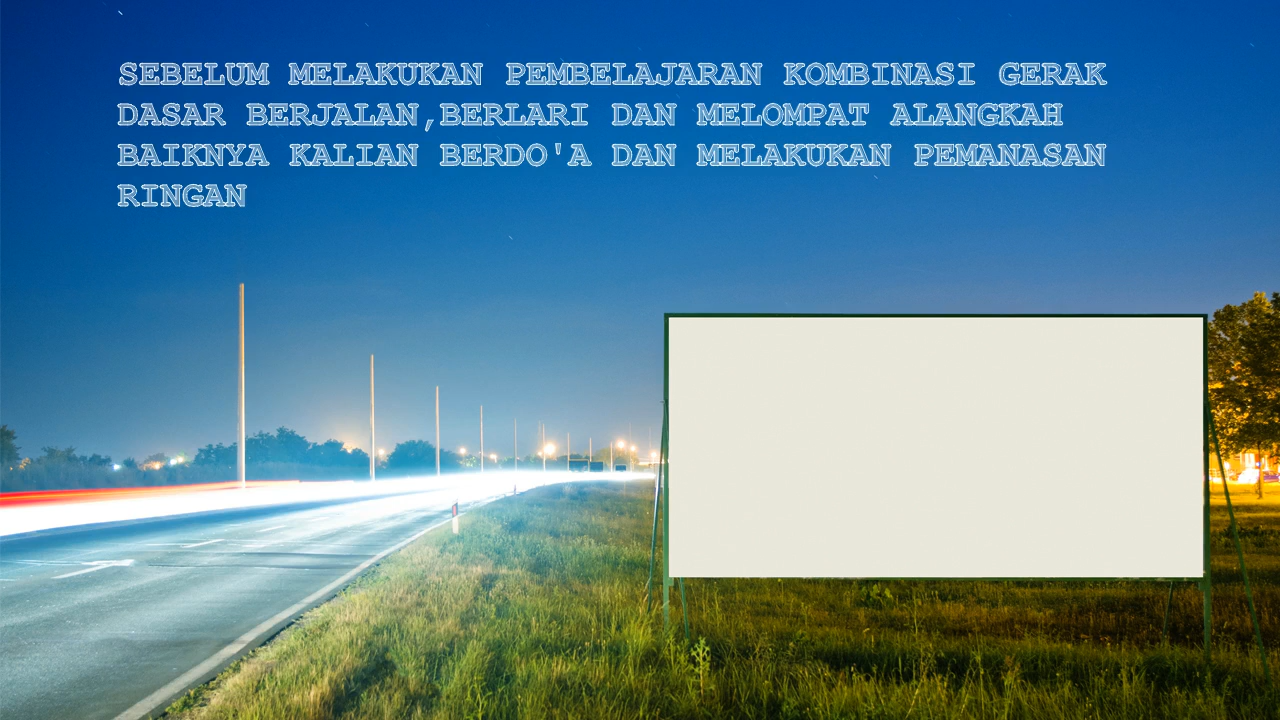 SEBELUM MELAKUKAN PEMBELAJARAN KOMBINASI GERAK
DASAR BERJALAN,BERLARI DAN MELOMPAT ALANGKAH
BAIKNYA KALIAN BERDO'A DAN MELAKUKAN PEMANASAN
RINGAN